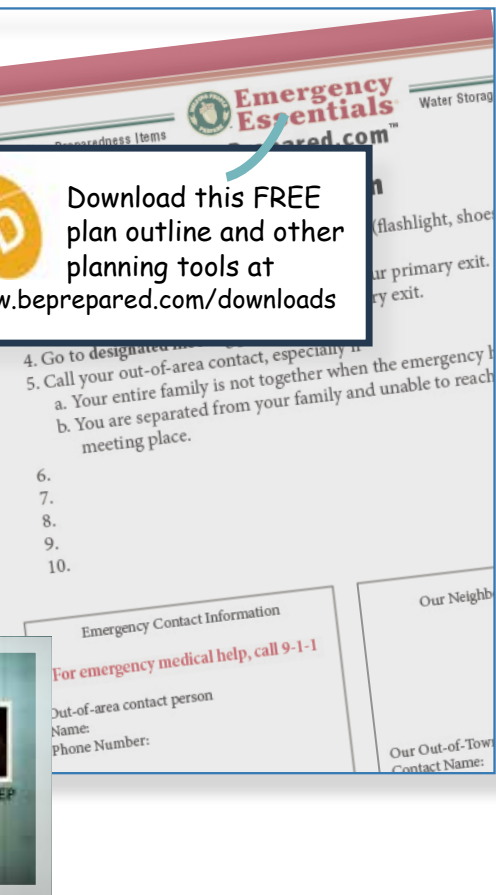 Emergency
Essentials
Water Storag
Preparedness Items
D
Download this FREE
plan outline and other
planning tools at
w.beprepared.com/downloads
(flashlight, shoes
ur primary exit.
ry exit.
4. Go to designated
5. Call your out-of-area contact, especially if
a. Your entire family is not together when the emergency h
b. You are separated from your family and unable to reach
meeting place.
6.
7.
8.
9.
10.
Emergency Contact Information
For emergency medical help, call 9-1-1
Out-of-area contact person
Name:
Phone Number:
Our Neighb
Our Out-of-Tow
Contact Name:
EP